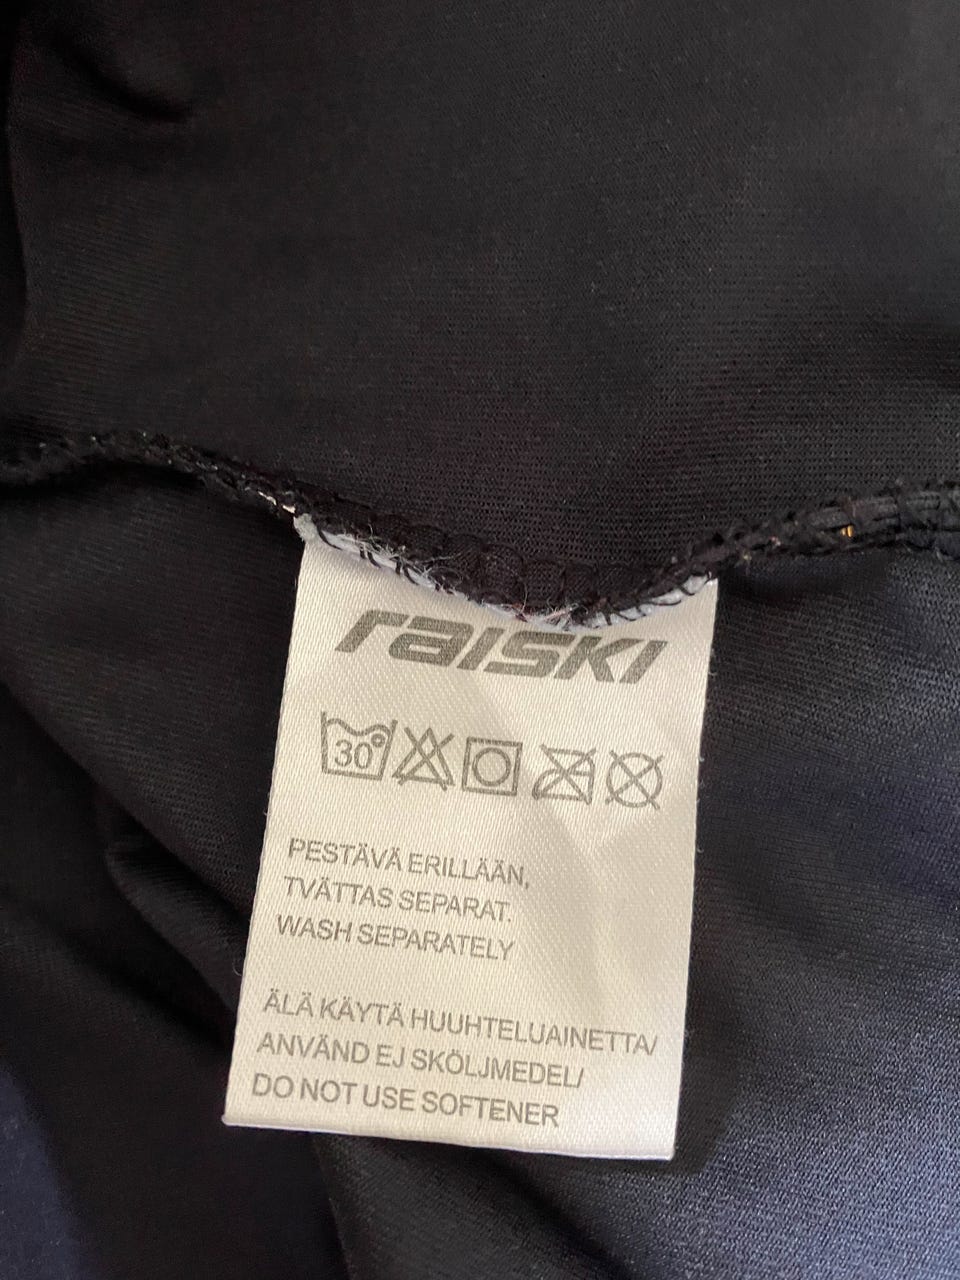 raISKI
30°
PESTÄVÄ ERILLÄÄN,
TVÄTTAS SEPARAT.
WASH SEPARATELY
ÄLÄ KÄYTÄ HUUHTELUAINETTA/
ANVÄND EJ SKÖLJMEDEL/
DO NOT USE SOFTENER